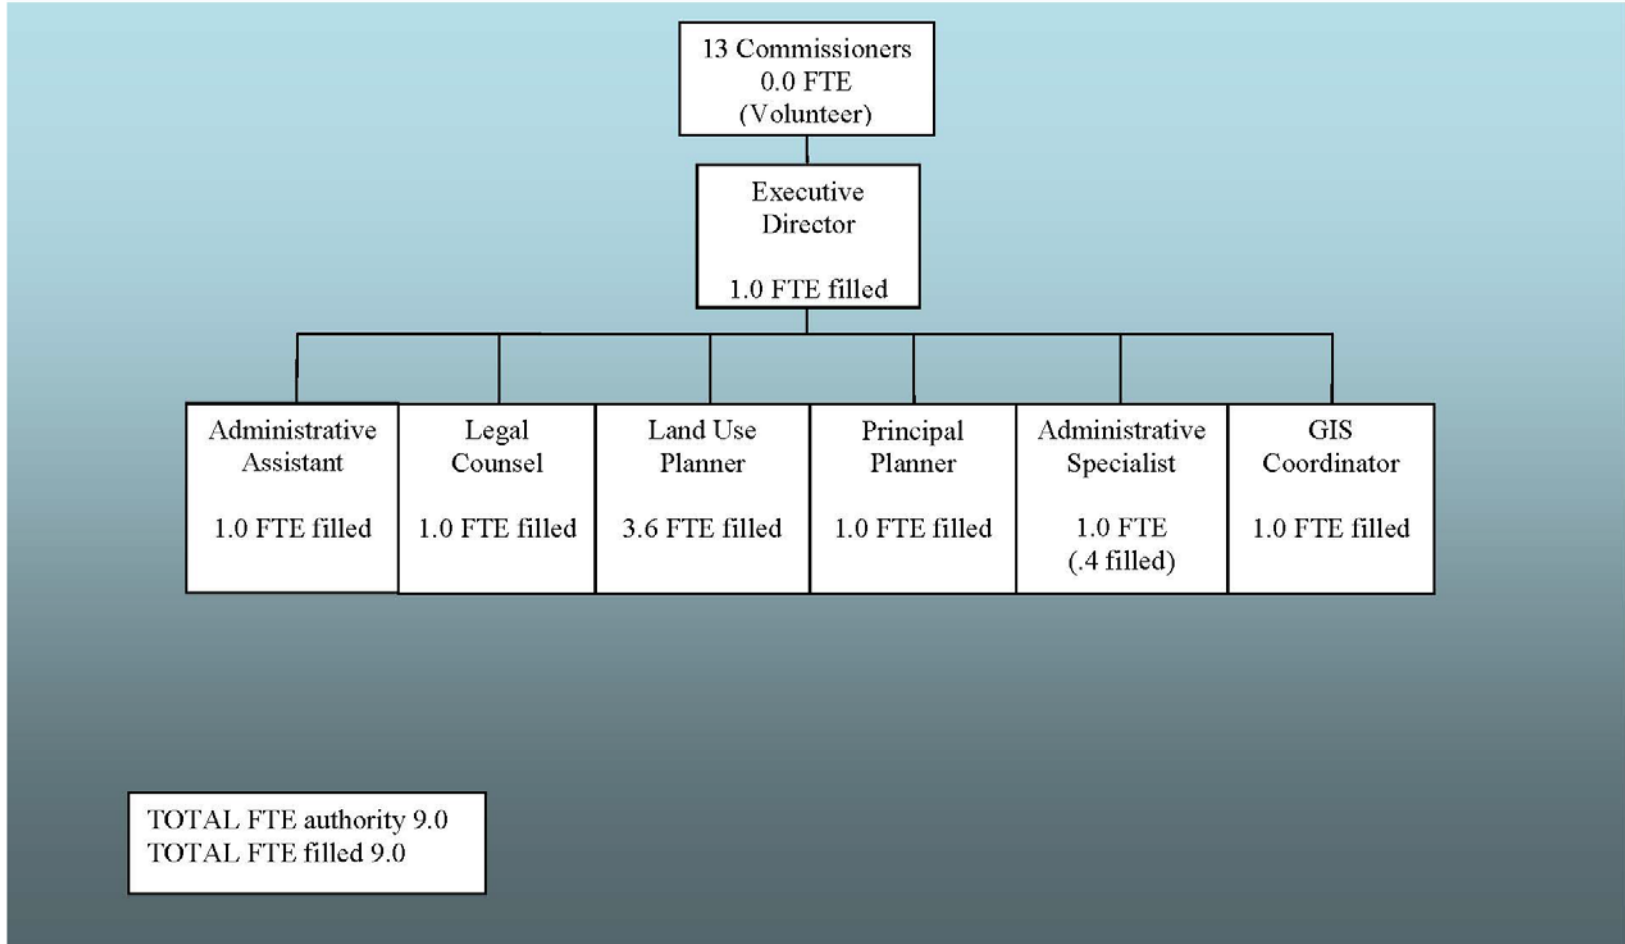 13 Commissioners
0.0 FTE
(Volunteer)
Executive
Director
1.0 FTE filled
Administrative
Assistant
1.0 FTE filled
Legal
Counsel
1.0 FTE filled
Land Use
Planner
3.6 FTE filled
Principal
Planner
1.0 FTE filled
Administrative
Specialist
1.0 FTE
(.4 filled)
GIS
Coordinator
1.0 FTE filled
TOTAL FTE authority 9.0
TOTAL FTE filled 9.0